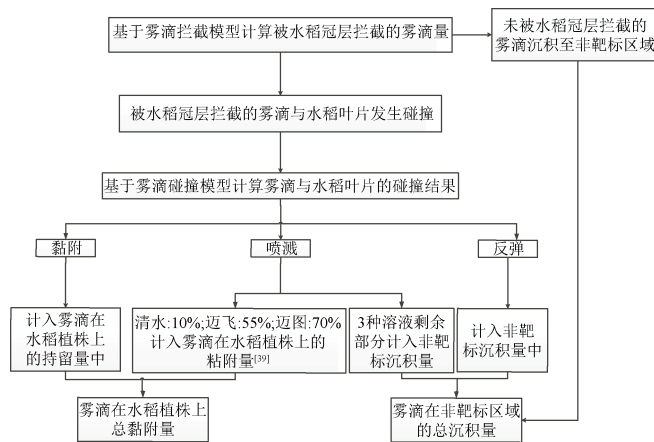 基于雾滴拦截模型计算被水稻冠层拦截的雾滴量
未被水稻冠层拦截的
雾滴沉积至非靶标区域
被水稻冠层拦截的雾滴与水稻叶片发生碰撞
基于雾滴碰撞模型计算雾滴与水稻叶片的碰撞结果
黏附
喷溅
反弹
计入雾滴在
水稻植株上
的持留量中
清水:10%;迈飞:55%;迈图:70%
计入雾滴在水稻植株上的
粘附量[39]
3种溶液剩余
部分计入非靶
标沉积量
计入非靶
标沉积量中
雾滴在水稻植株上
总黏附量
雾滴在非靶标区域
的总沉积量